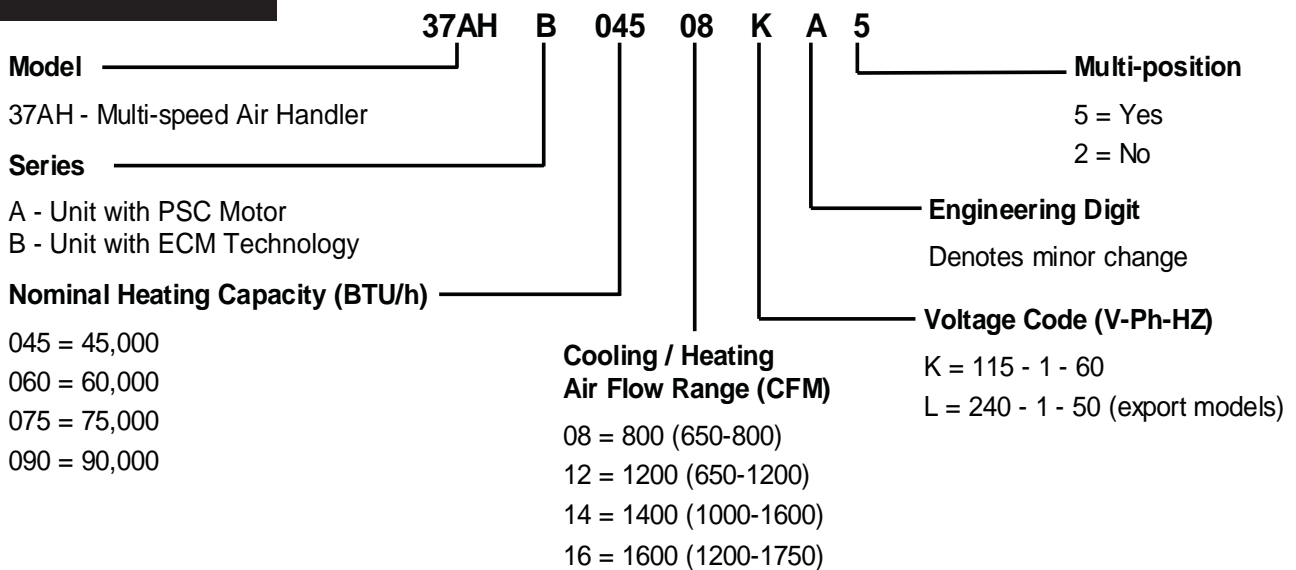 37AH B 045 08 K A 5
Model
37AH - Multi-speed Air Handler
Series
A - Unit with PSC Motor
B - Unit with ECM Technology
Nominal Heating Capacity (BTU/h)
045 = 45,000
060 = 60,000
075 = 75,000
090 = 90,000
Cooling / Heating
Air Flow Range (CFM)
08 = 800 (650-800)
12 = 1200 (650-1200)
14 = 1400 (1000-1600)
16 = 1600 (1200-1750)
Multi-position
5 = Yes
2 = No
Engineering Digit
Denotes minor change
Voltage Code (V-Ph-HZ)
K = 115 - 1 - 60
L = 240 - 1 - 50 (export models)